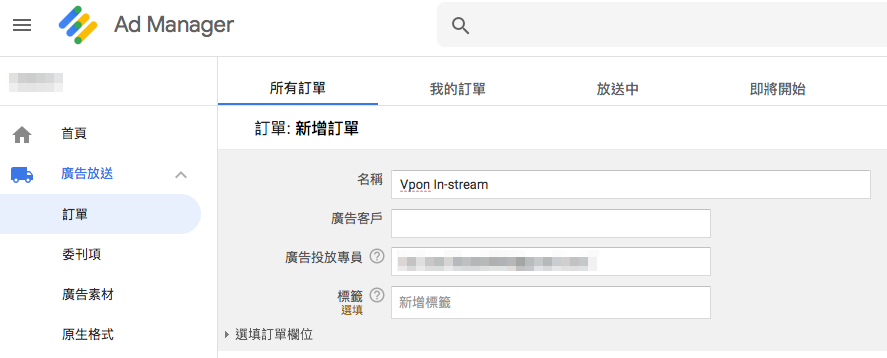 Ad Manager
所有訂單
我的訂單
放送中
即將開始
首頁
廣告放送
訂單
委刊項
廣告素材
原生格式
訂單: 新增訂單
名稱
Vpon In-stream
廣告客戶
廣告投放專員 ?
標籤 ?
選填
新增標籤
選填訂單欄位